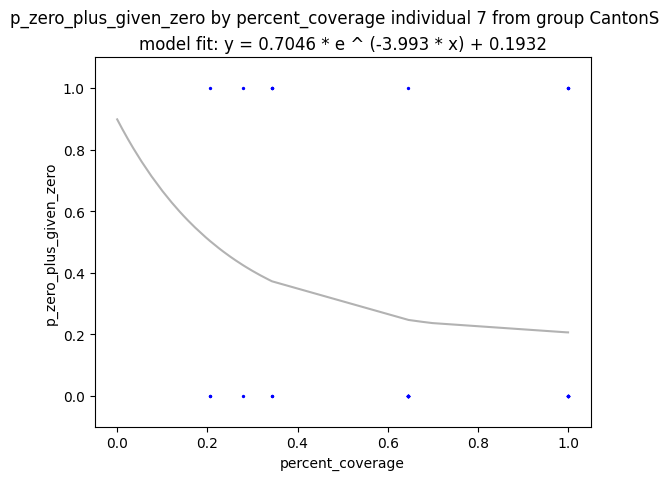 p_zero_plus_given_zero by percent_coverage individual 7 from group CantonS
model fit: y = 0.7046 * e ^ (-3.993 * x) + 0.1932
1.0
0.8
0.6
0.4
0.2
0.0
p_zero_plus_given_zero
0.0 0.2 0.4 0.6 0.8 1.0
percent_coverage